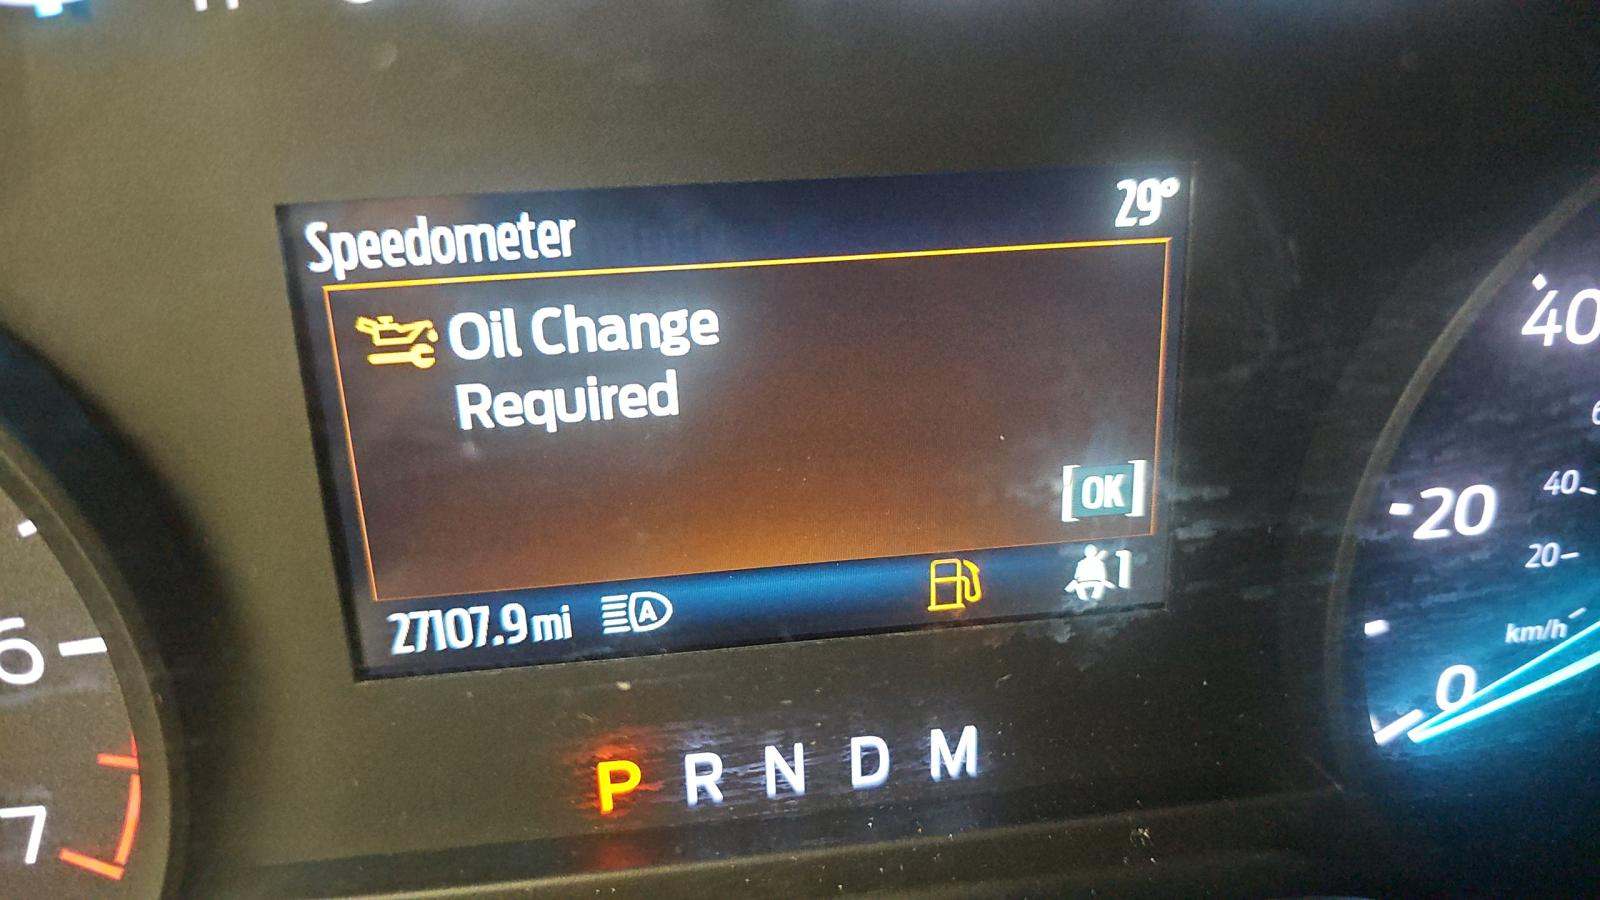 Speedometer 29°
Oil Change
Required
[OK]
27107.9 mi A 1
P R N D M
6
7
40
20
0
40
20
km/h